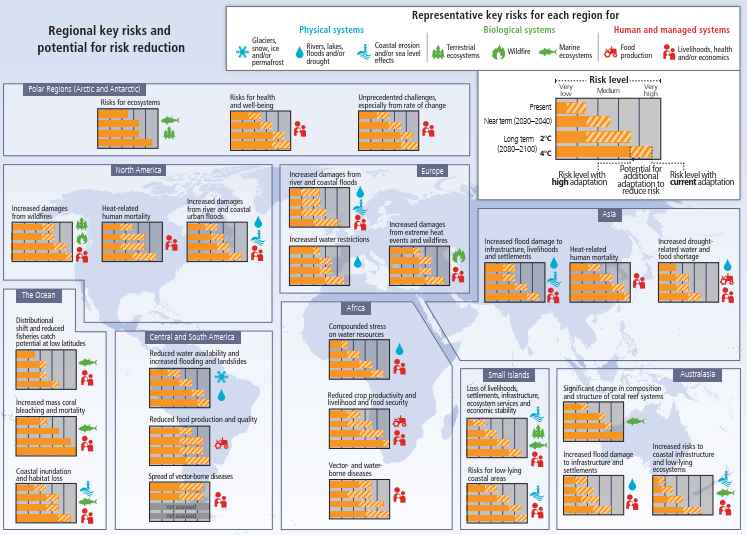 Regional key risks and
potential for risk reduction
Representative key risks for each region for
Physical systems
Biological systems
Human and managed systems
Glaciers,
snow, ice
and/or
permafrost
Rivers, lakes,
floods and/or
drought
Coastal erosion
and/or sea level
effects
Terrestrial
ecosystems
Wildfire
Marine
ecosystems
Food
production
Livelihoods, health
and/or economics
Risk level
Very
low
Medium
Very
high
Present
Near term (2030–2040)
Long term
(2080–2100)
2°C
4°C
Risk level with
high adaptation
Potential for
additional
adaptation to
reduce risk
Risk level with
current adaptation
Polar Regions (Arctic and Antarctic)
Risks for ecosystems
Risks for health
and well-being
Unprecedented challenges,
especially from rate of change
North America
Increased damages
from wildfires
Heat-related
human mortality
Increased damages
from river and coastal
urban floods
Europe
Increased damages from
river and coastal floods
Increased water restrictions
Increased damages
from extreme heat
events and wildfires
Asia
Increased flood damage to
infrastructure, livelihoods
and settlements
Heat-related
human mortality
Increased drought-
related water and
food shortage
The Ocean
Distributional
shift and reduced
fisheries catch
potential at low latitudes
Increased mass coral
bleaching and mortality
Coastal inundation
and habitat loss
Central and South America
Reduced water availability and
increased flooding and landslides
Reduced food production and quality
Spread of vector-borne diseases
not assessed
not assessed
Africa
Compounded stress
on water resources
Reduced crop productivity and
livelihood and food security
Vector- and water-
borne diseases
Small Islands
Loss of livelihoods,
settlements, infrastructure,
ecosystem services and
economic stability
Risks for low-lying
coastal areas
Australasia
Significant change in composition
and structure of coral reef systems
Increased flood damage
to infrastructure and
settlements
Increased risks to
coastal infrastructure
and low-lying
ecosystems